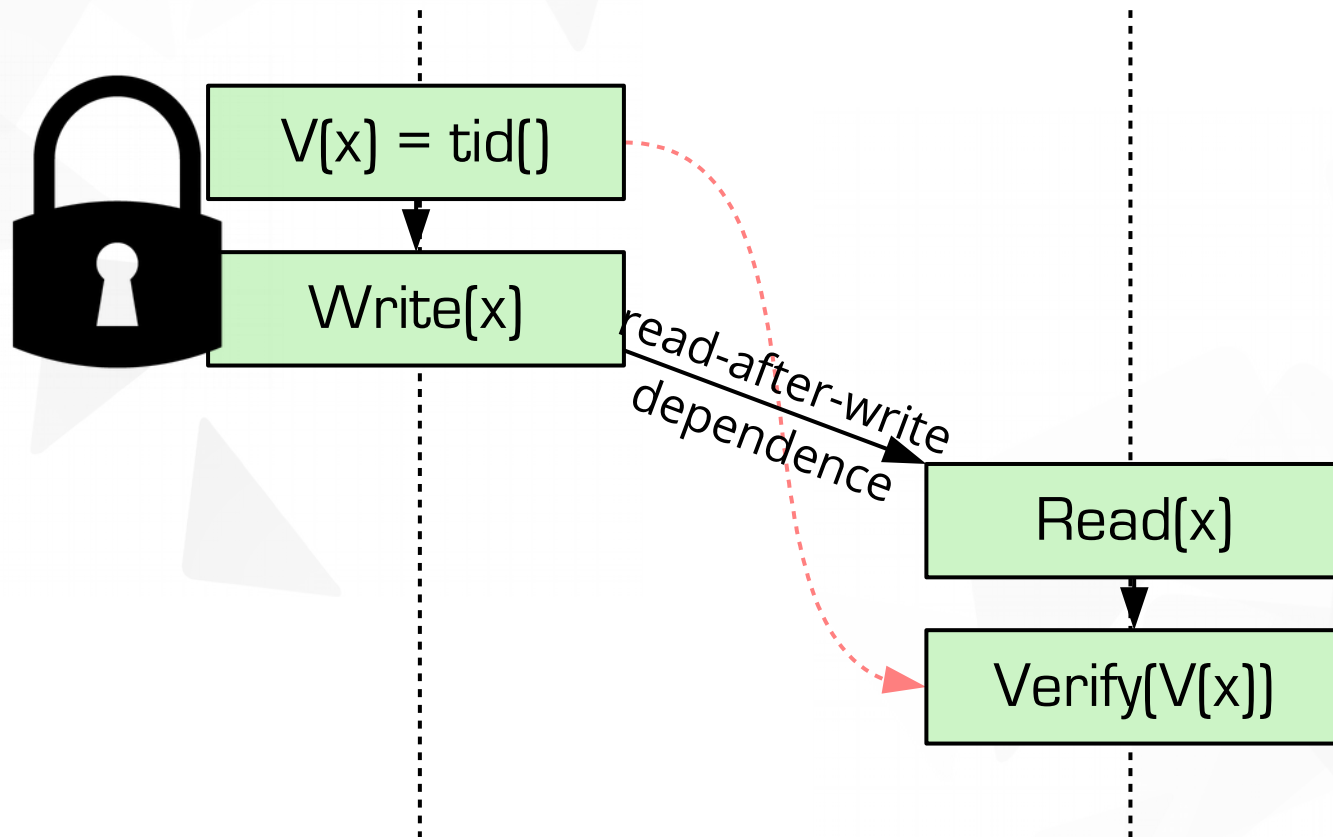 V(x) = tid()
Write(x)
read-after-write
dependence
Read(x)
Verify(V(x))